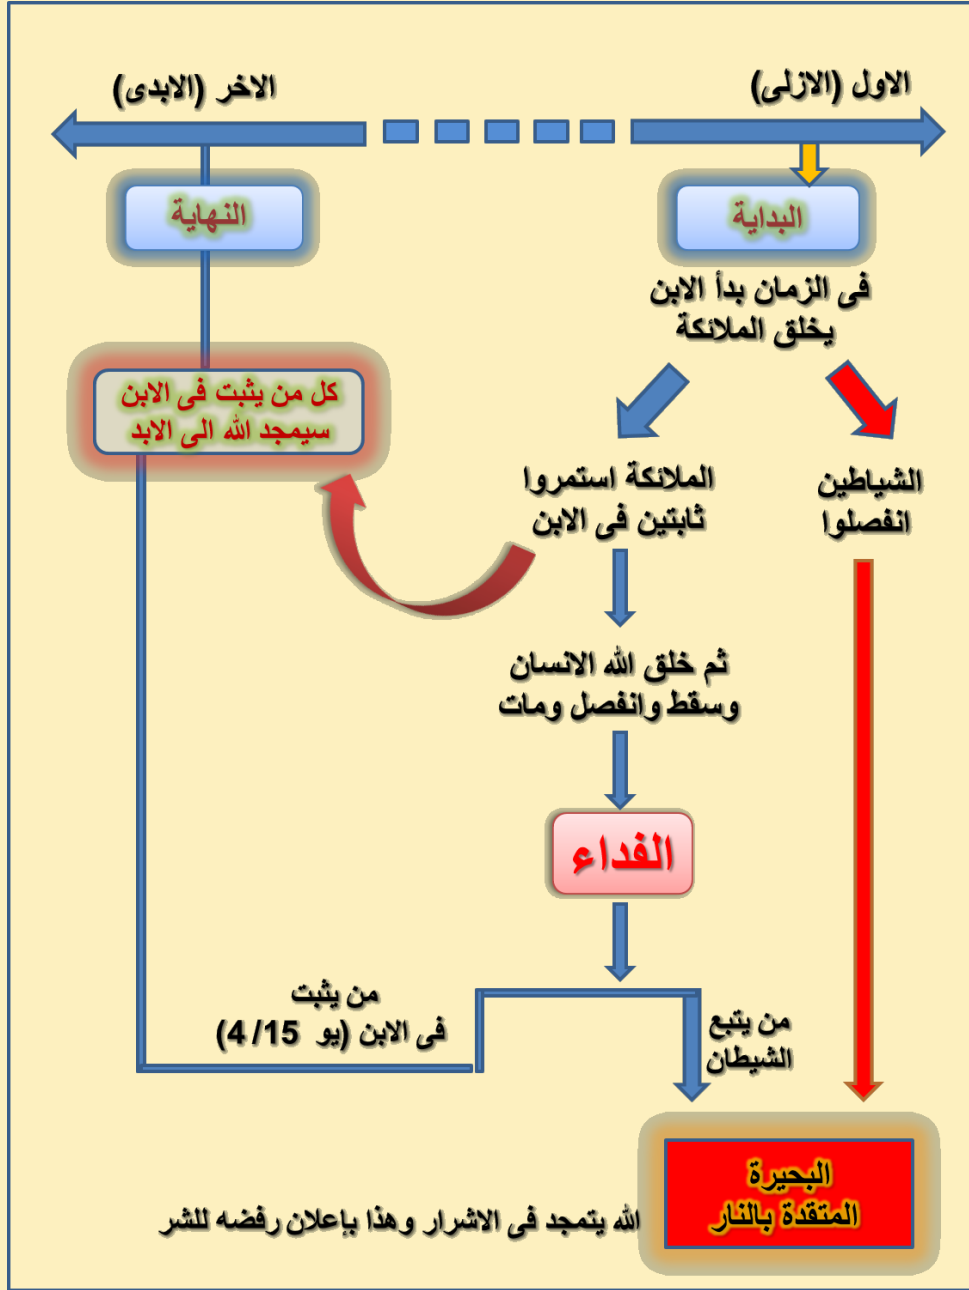 الاول (الازلى)
الاخر (الابدى)
البداية
النهاية
فى الزمان بدأ الابن
يخلق الملائكة
كل من يثبت فى الابن
سيمجد الله الى الابد
الشياطين
انفصلوا
الملائكة استمروا
ثابتين فى الابن
ثم خلق الله الانسان
وسقط وانفصل ومات
الفداء
من يتبع
الشيطان
من يثبت
فى الابن (يو 15/ 4)
البحيرة
المتقدة بالنار
الله يتمجد فى الاشرار وهذا بإعلان رفضه للشر